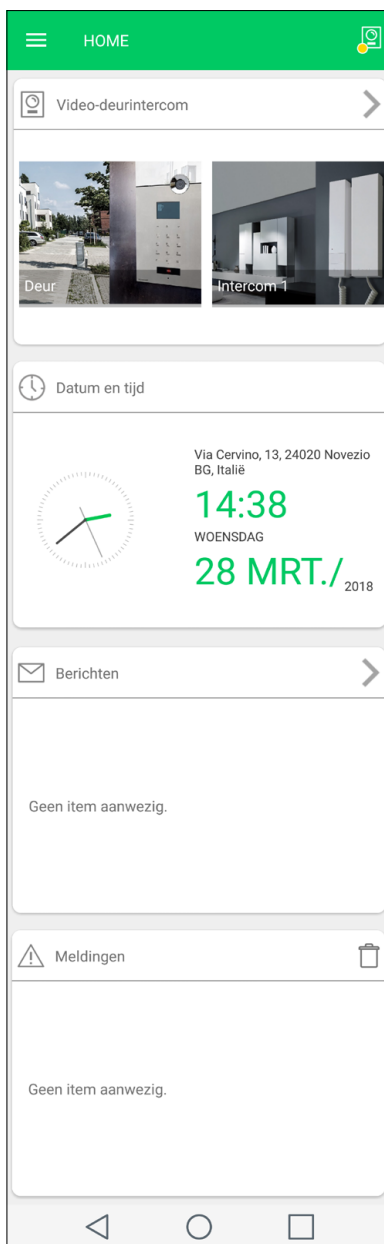 HOME
Video-deurintercom
Deur
Intercom 1
Datum en tijd
Via Cervino, 13, 24020 Novezio
BG, Italië
14:38
WOENSDAG
28 MRT./ 2018
Berichten
Geen item aanwezig.
Meldingen
Geen item aanwezig.